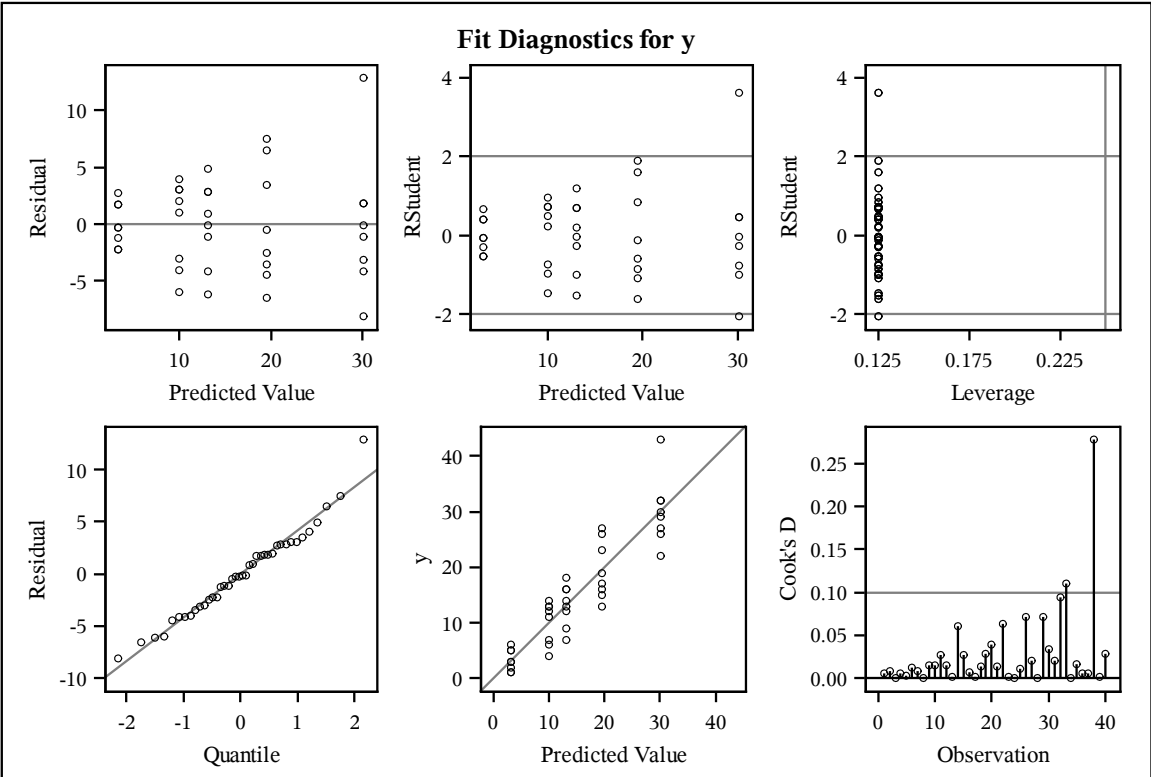 Fit Diagnostics for y
Residual
10
5
0
-5
10 20 30
Predicted Value
RStudent
4
2
0
-2
10 20 30
Predicted Value
RStudent
4
2
0
-2
0.125 0.175 0.225
Leverage
Residual
10
5
0
-5
-10
-2 -1 0 1 2
Quantile
y
40
30
20
10
0
0 10 20 30 40
Predicted Value
Cook's D
0.25
0.20
0.15
0.10
0.05
0.00
0 10 20 30 40
Observation